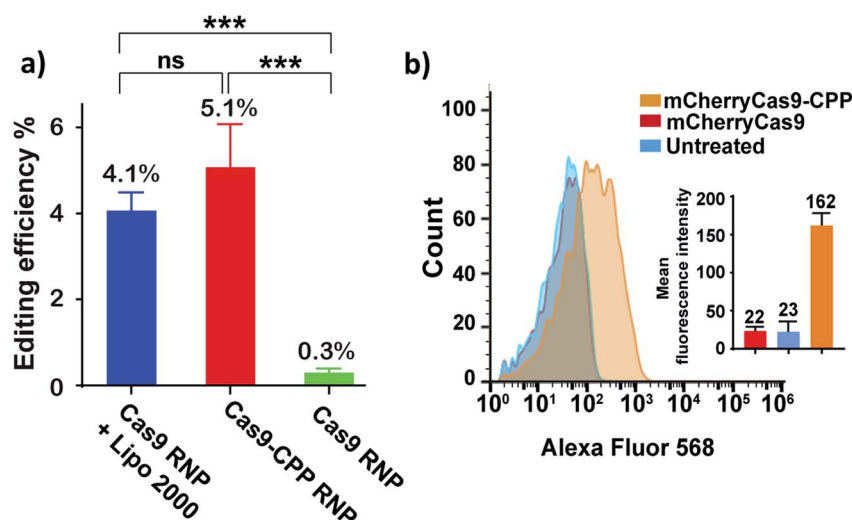 a)
***
ns
***
Editing efficiency %
6
4
2
0
4.1%
5.1%
0.3%
Cas9 RNP
+ Lipo 2000
Cas9-CPP RNP
Cas9 RNP
b)
Count
100
80
60
40
20
0
10⁰ 10¹ 10² 10³ 10⁴ 10⁵ 10⁶
Alexa Fluor 568
mCherryCas9-CPP
mCherryCas9
Untreated
Mean
fluorescence intensity
200
150
100
50
0
22
23
162